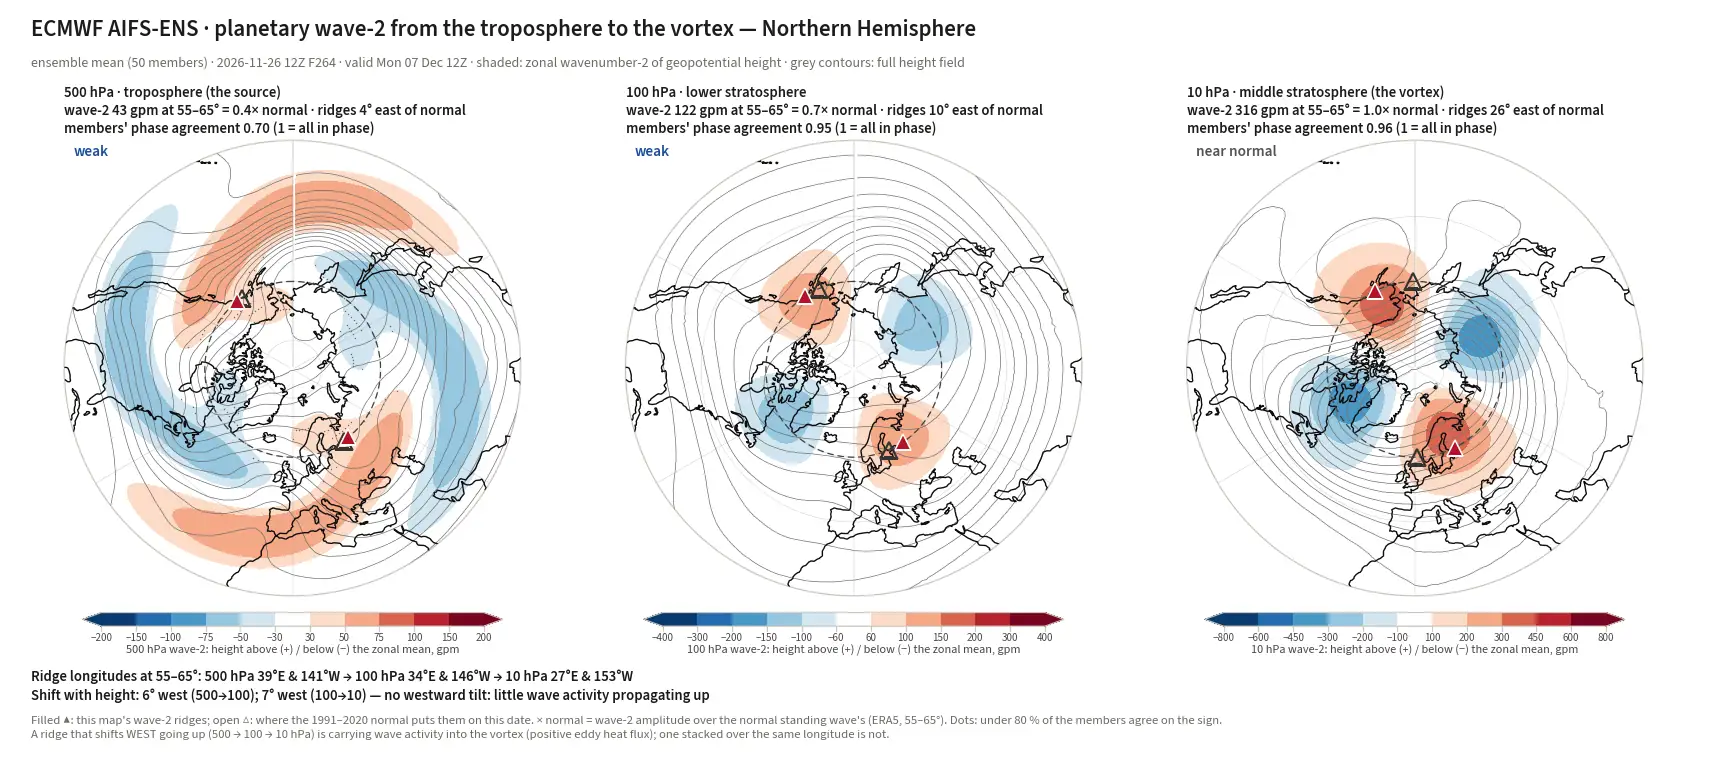 ECMWF AIFS-ENS · planetary wave-2 from the troposphere to the vortex — Northern Hemisphere
ensemble mean (50 members) · 2026-11-26 12Z F264 · valid Mon 07 Dec 12Z · shaded: zonal wavenumber-2 of geopotential height · grey contours: full height field
500 hPa · troposphere (the source)
wave-2 43 gpm at 55–65° = 0.4× normal · ridges 4° east of normal
members' phase agreement 0.70 (1 = all in phase)
weak
100 hPa · lower stratosphere
wave-2 122 gpm at 55–65° = 0.7× normal · ridges 10° east of normal
members' phase agreement 0.95 (1 = all in phase)
weak
10 hPa · middle stratosphere (the vortex)
wave-2 316 gpm at 55–65° = 1.0× normal · ridges 26° east of normal
members' phase agreement 0.96 (1 = all in phase)
near normal
−200 −150 −100 −75 −50 −30 30 50 75 100 150 200
500 hPa wave-2: height above (+) / below (−) the zonal mean, gpm
−400 −300 −200 −150 −100 −60 60 100 150 200 300 400
100 hPa wave-2: height above (+) / below (−) the zonal mean, gpm
−800 −600 −450 −300 −200 −100 100 200 300 450 600 800
10 hPa wave-2: height above (+) / below (−) the zonal mean, gpm
Ridge longitudes at 55–65°: 500 hPa 39°E & 141°W → 100 hPa 34°E & 146°W → 10 hPa 27°E & 153°W
Shift with height: 6° west (500→100); 7° west (100→10) — no westward tilt: little wave activity propagating up
Filled ▲: this map's wave-2 ridges; open △: where the 1991–2020 normal puts them on this date. × normal = wave-2 amplitude over the normal standing wave's (ERA5, 55–65°). Dots: under 80 % of the members agree on the sign.
A ridge that shifts WEST going up (500 → 100 → 10 hPa) is carrying wave activity into the vortex (positive eddy heat flux); one stacked over the same longitude is not.